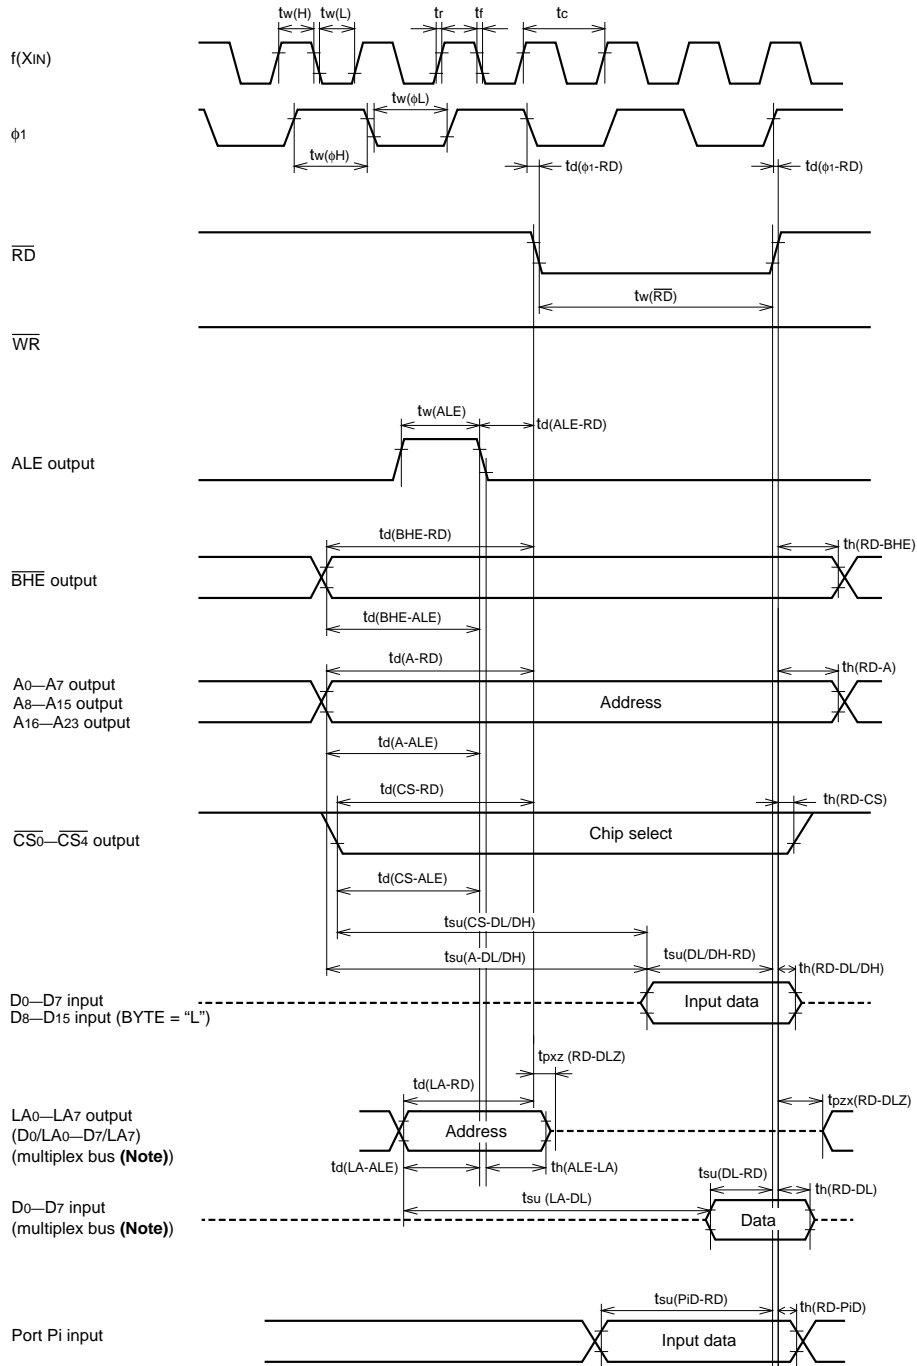 tw(H) tw(L) tr tf tc
f(XIN)
tw(ϕL)
ϕ1
tw(ϕH)
td(ϕ1-RD) td(ϕ1-RD)
RD
tw(RD)
WR
tw(ALE)
td(ALE-RD)
ALE output
td(BHE-RD)
th(RD-BHE)
BHE output
td(BHE-ALE)
td(A-RD)
th(RD-A)
A0—A7 output
A8—A15 output
A16—A23 output
Address
td(A-ALE)
td(CS-RD)
th(RD-CS)
CS0—CS4 output
Chip select
td(CS-ALE)
tsu(CS-DL/DH)
tsu(A-DL/DH) tsu(DL/DH-RD)
th(RD-DL/DH)
D0—D7 input
D8—D15 input (BYTE = “L”)
Input data
tpxz (RD-DLZ)
td(LA-RD)
tpzx(RD-DLZ)
LA0—LA7 output
(D0/LA0—D7/LA7)
(multiplex bus (Note))
Address
td(LA-ALE) th(ALE-LA)
tsu (LA-DL)
tsu(DL-RD)
th(RD-DL)
D0—D7 input
(multiplex bus (Note))
Data
tsu(PiD-RD)
th(RD-PiD)
Port Pi input
Input data